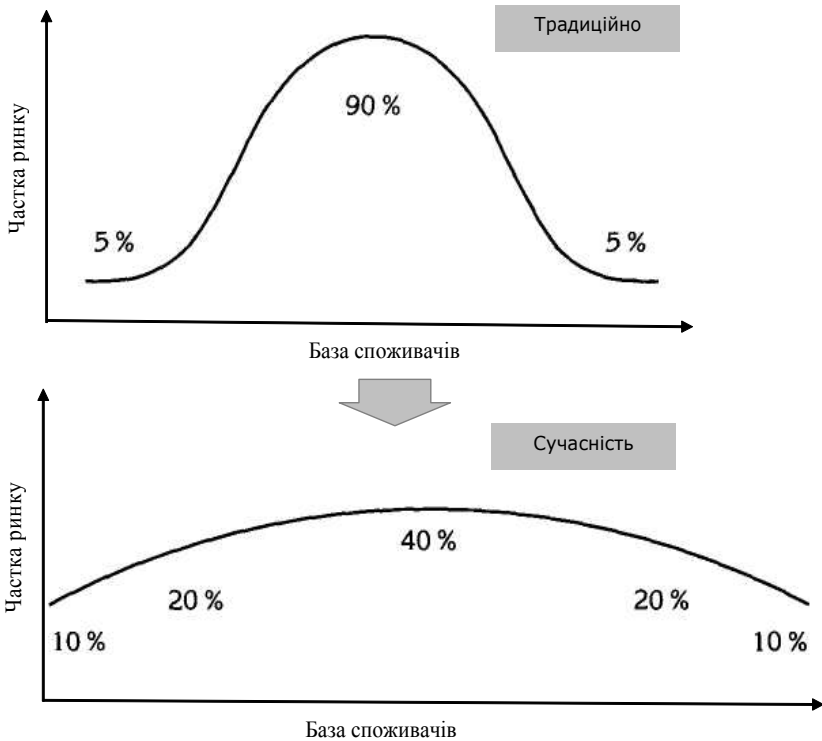 Традиційно
90 %
Частка ринку
5 %
5 %
База споживачів
Сучасність
Частка ринку
40 %
20 %
20 %
10 %
10 %
База споживачів